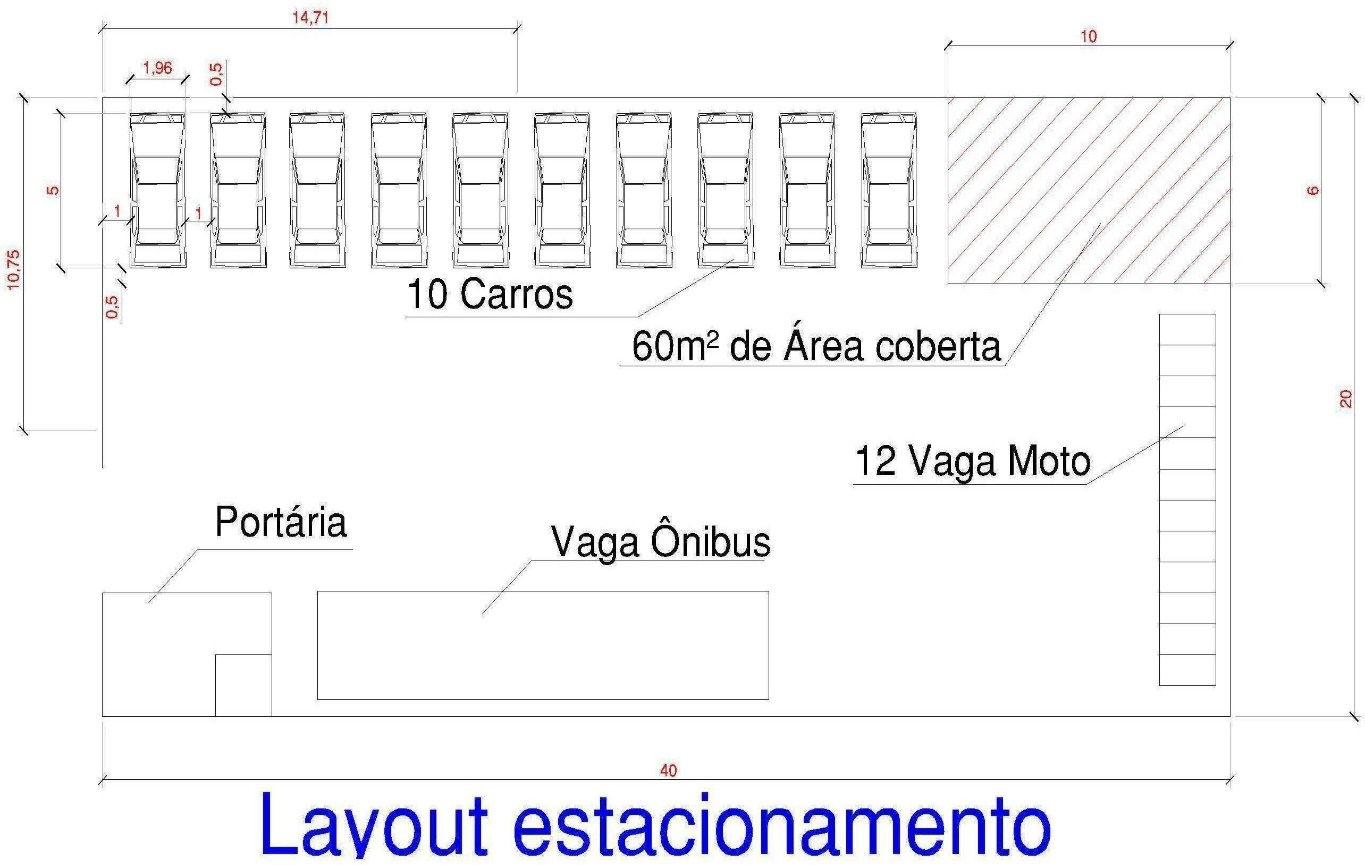 14,71
10
1,96
0,5
5
1
1
6
10,75
0,5
10 Carros
60m² de Área coberta
20
12 Vaga Moto
Portária
Vaga Ônibus
40
Layout estacionamento